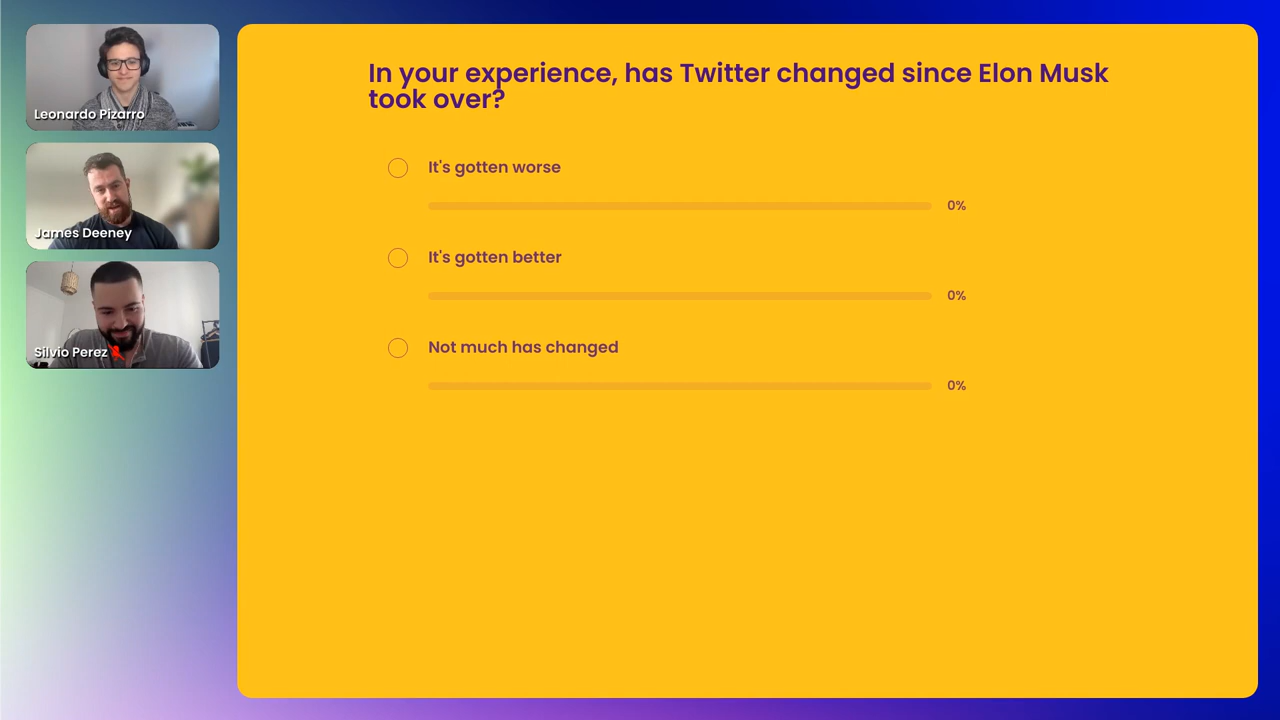 Leonardo Pizarro
James Deeney
Silvio Perez
In your experience, has Twitter changed since Elon Musk
took over?
It's gotten worse
0%
It's gotten better
0%
Not much has changed
0%